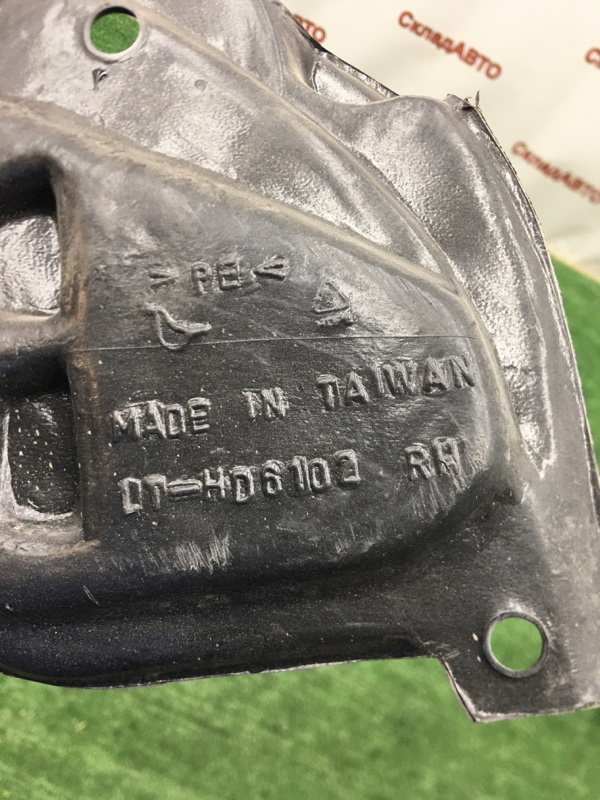 СкладАВТО
СкладАВТО
>PE<
MADE IN TAIWAN
DT-HD6102 RH